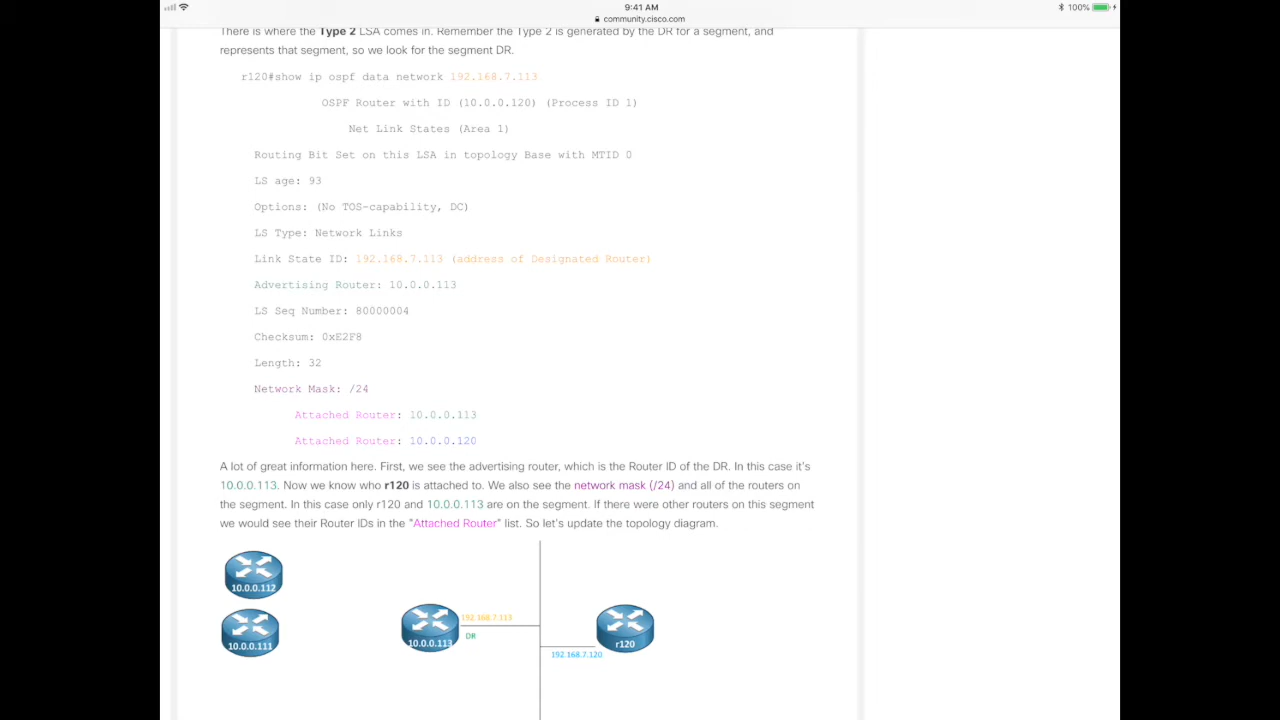 9:41 AM
100%
community.cisco.com
There is where the Type 2 LSA comes in. Remember the Type 2 is generated by the DR for a segment, and
represents that segment, so we look for the segment DR.
r120#show ip ospf data network 192.168.7.113
OSPF Router with ID (10.0.0.120) (Process ID 1)
Net Link States (Area 1)
Routing Bit Set on this LSA in topology Base with MTID 0
LS age: 93
Options: (No TOS-capability, DC)
LS Type: Network Links
Link State ID: 192.168.7.113 (address of Designated Router)
Advertising Router: 10.0.0.113
LS Seq Number: 80000004
Checksum: 0xE2F8
Length: 32
Network Mask: /24
Attached Router: 10.0.0.113
Attached Router: 10.0.0.120
A lot of great information here. First, we see the advertising router, which is the Router ID of the DR. In this case it's
10.0.0.113. Now we know who r120 is attached to. We also see the network mask (/24) and all of the routers on
the segment. In this case only r120 and 10.0.0.113 are on the segment. If there were other routers on this segment
we would see their Router IDs in the "Attached Router" list. So let's update the topology diagram.
10.0.0.112
192.168.7.113
10.0.0.113
DR
r120
10.0.0.111
192.168.7.120